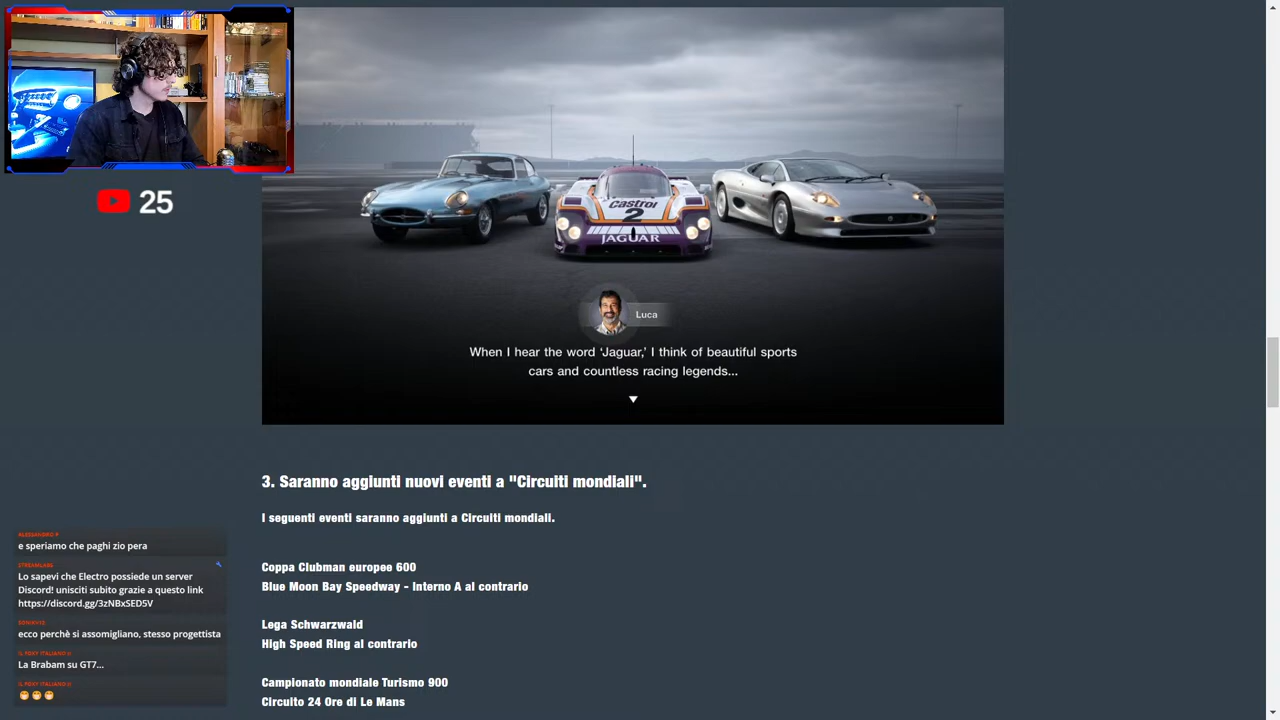 25
Castrol
2
JAGUAR
Luca
When I hear the word ‘Jaguar,’ I think of beautiful sports
cars and countless racing legends...
3. Saranno aggiunti nuovi eventi a "Circuiti mondiali".
I seguenti eventi saranno aggiunti a Circuiti mondiali.
Coppa Clubman europee 600
Blue Moon Bay Speedway - Interno A al contrario
Lega Schwarzwald
High Speed Ring al contrario
Campionato mondiale Turismo 900
Circuito 24 Ore di Le Mans
ALESSANDRO P
e speriamo che paghi zio pera
STREAMLABS
Lo sapevi che Electro possiede un server
Discord! unisciti subito grazie a questo link
https://discord.gg/3zNBxSED5V
ecco perchè si assomigliano, stesso progettista
La Brabam su GT7...